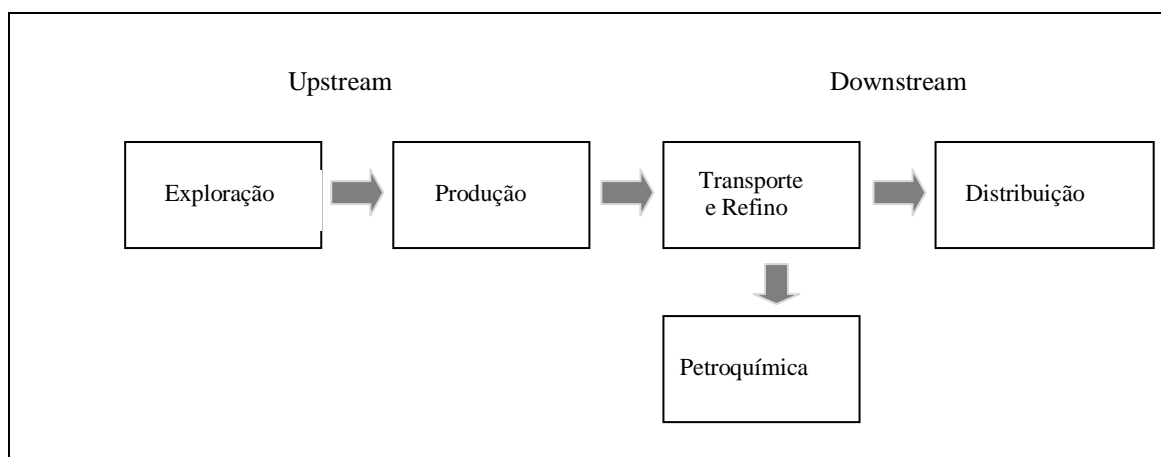 Upstream
Downstream
Exploração
Produção
Transporte
e Refino
Distribuição
Petroquímica